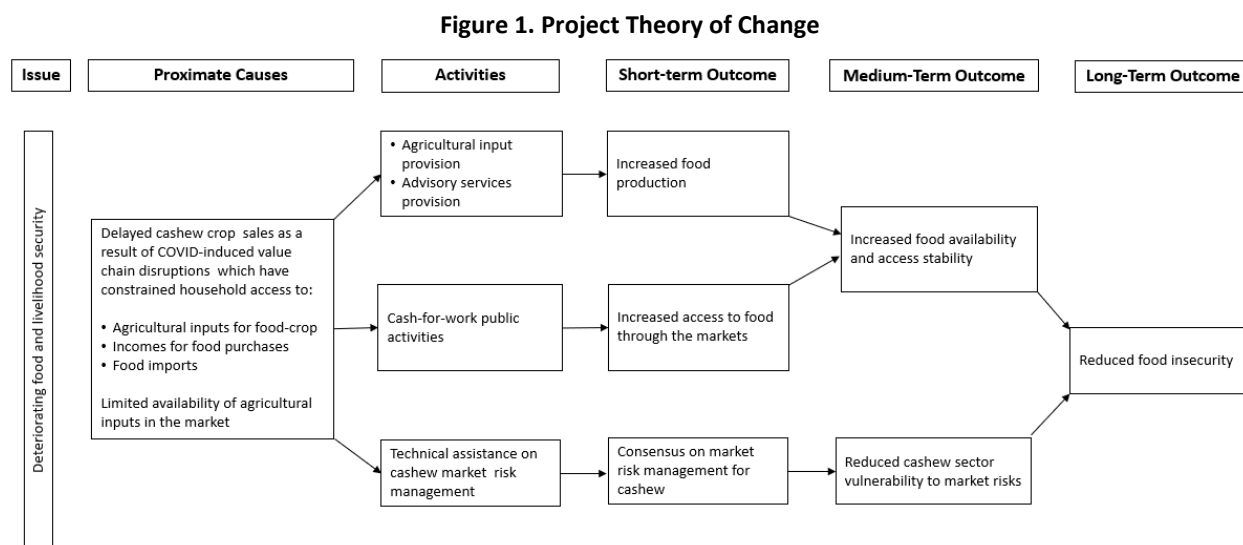 Figure 1. Project Theory of Change
Issue
Proximate Causes
Activities
Short-term Outcome
Medium-Term Outcome
Long-Term Outcome
Deteriorating food and livelihood security
Delayed cashew crop sales as a
result of COVID-induced value
chain disruptions which have
constrained household access to:
• Agricultural inputs for food-crop
• Incomes for food purchases
• Food imports
Limited availability of agricultural
inputs in the market
• Agricultural input
provision
• Advisory services
provision
Increased food
production
Cash-for-work public
activities
Increased access to food
through the markets
Increased food availability
and access stability
Technical assistance on
cashew market risk
management
Consensus on market
risk management for
cashew
Reduced cashew sector
vulnerability to market risks
Reduced food insecurity